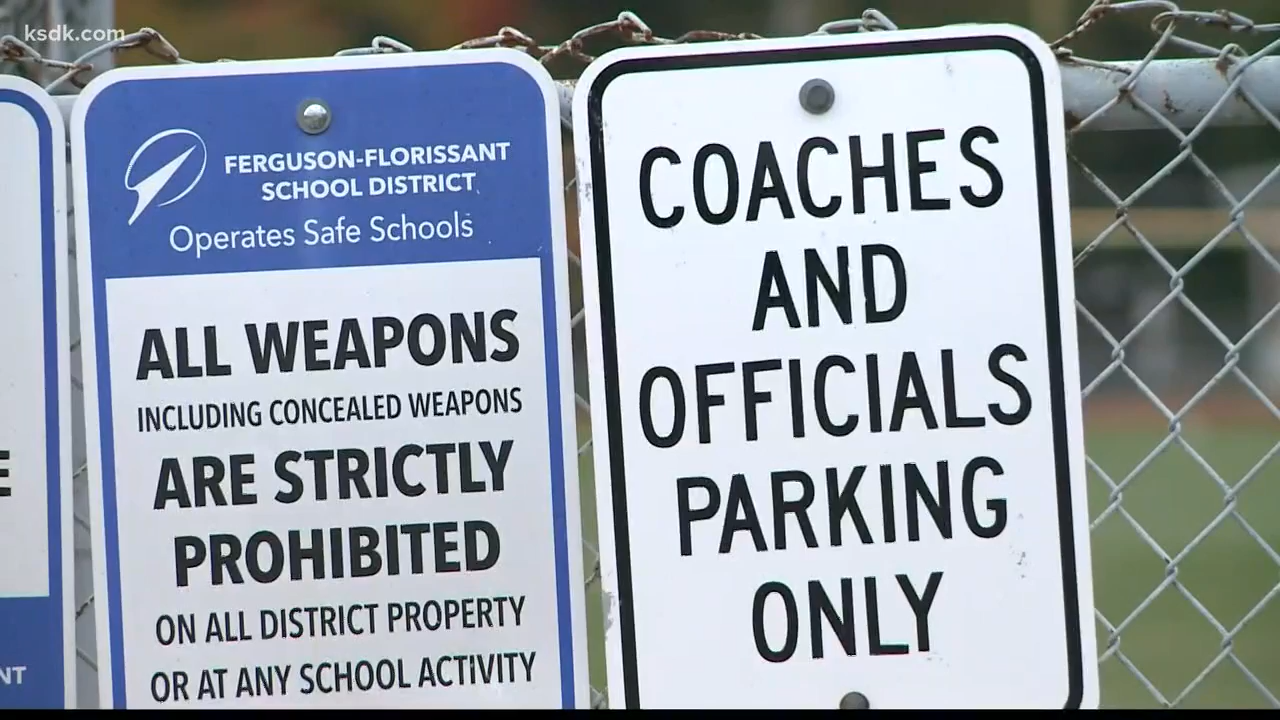 ksdk.com
E
NT
FERGUSON-FLORISSANT
SCHOOL DISTRICT
Operates Safe Schools
ALL WEAPONS
INCLUDING CONCEALED WEAPONS
ARE STRICTLY
PROHIBITED
ON ALL DISTRICT PROPERTY
OR AT ANY SCHOOL ACTIVITY
COACHES
AND
OFFICIALS
PARKING
ONLY